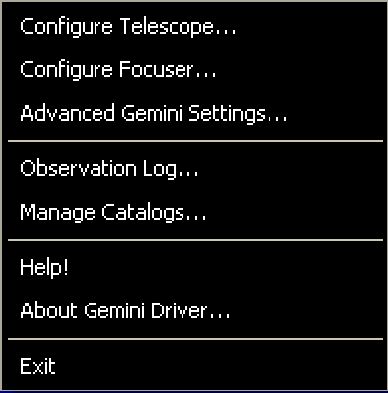 Configure Telescope...
Configure Focuser...
Advanced Gemini Settings...
Observation Log...
Manage Catalogs...
Help!
About Gemini Driver...
Exit